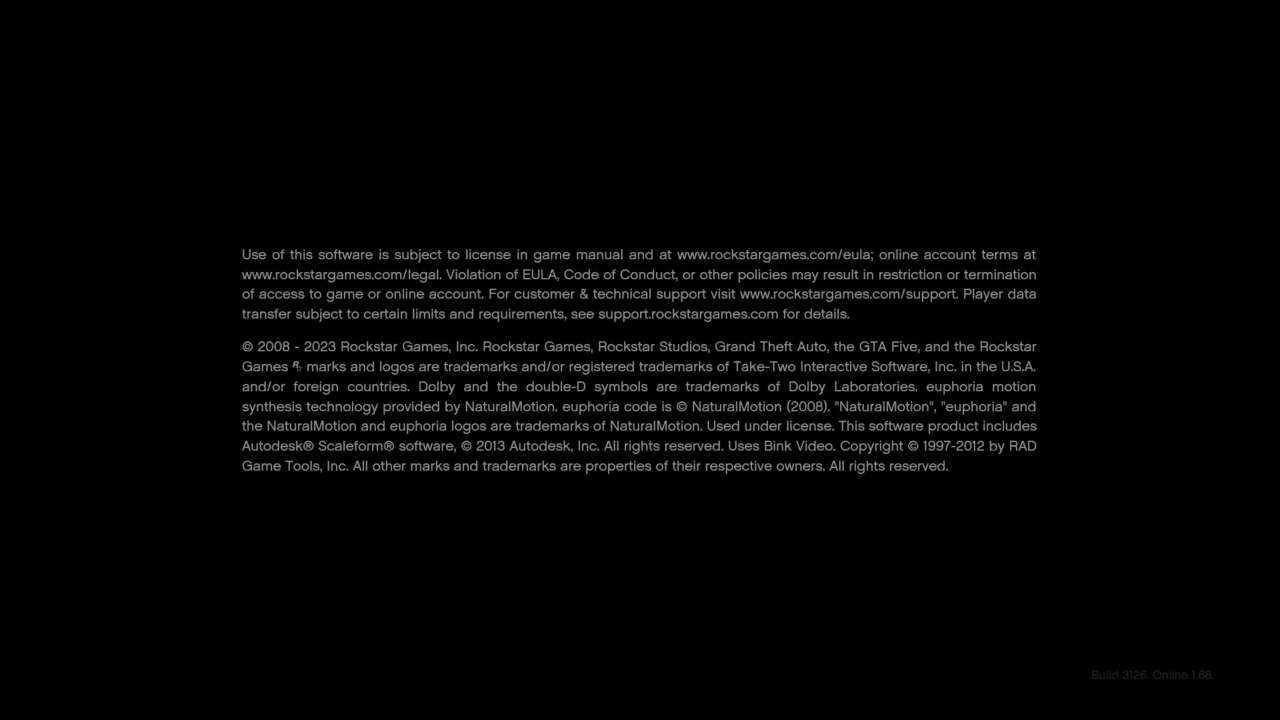 Use of this software is subject to license in game manual and at www.rockstargames.com/eula; online account terms at
www.rockstargames.com/legal. Violation of EULA, Code of Conduct, or other policies may result in restriction or termination
of access to game or online account. For customer & technical support visit www.rockstargames.com/support. Player data
transfer subject to certain limits and requirements, see support.rockstargames.com for details.
© 2008 - 2023 Rockstar Games, Inc. Rockstar Games, Rockstar Studios, Grand Theft Auto, the GTA Five, and the Rockstar
Games R* marks and logos are trademarks and/or registered trademarks of Take-Two Interactive Software, Inc. in the U.S.A.
and/or foreign countries. Dolby and the double-D symbols are trademarks of Dolby Laboratories. euphoria motion
synthesis technology provided by NaturalMotion. euphoria code is © NaturalMotion (2008). "NaturalMotion", "euphoria" and
the NaturalMotion and euphoria logos are trademarks of NaturalMotion. Used under license. This software product includes
Autodesk® Scaleform® software, © 2013 Autodesk, Inc. All rights reserved. Uses Bink Video. Copyright © 1997-2012 by RAD
Game Tools, Inc. All other marks and trademarks are properties of their respective owners. All rights reserved.
Build 3126, Online 1.68.